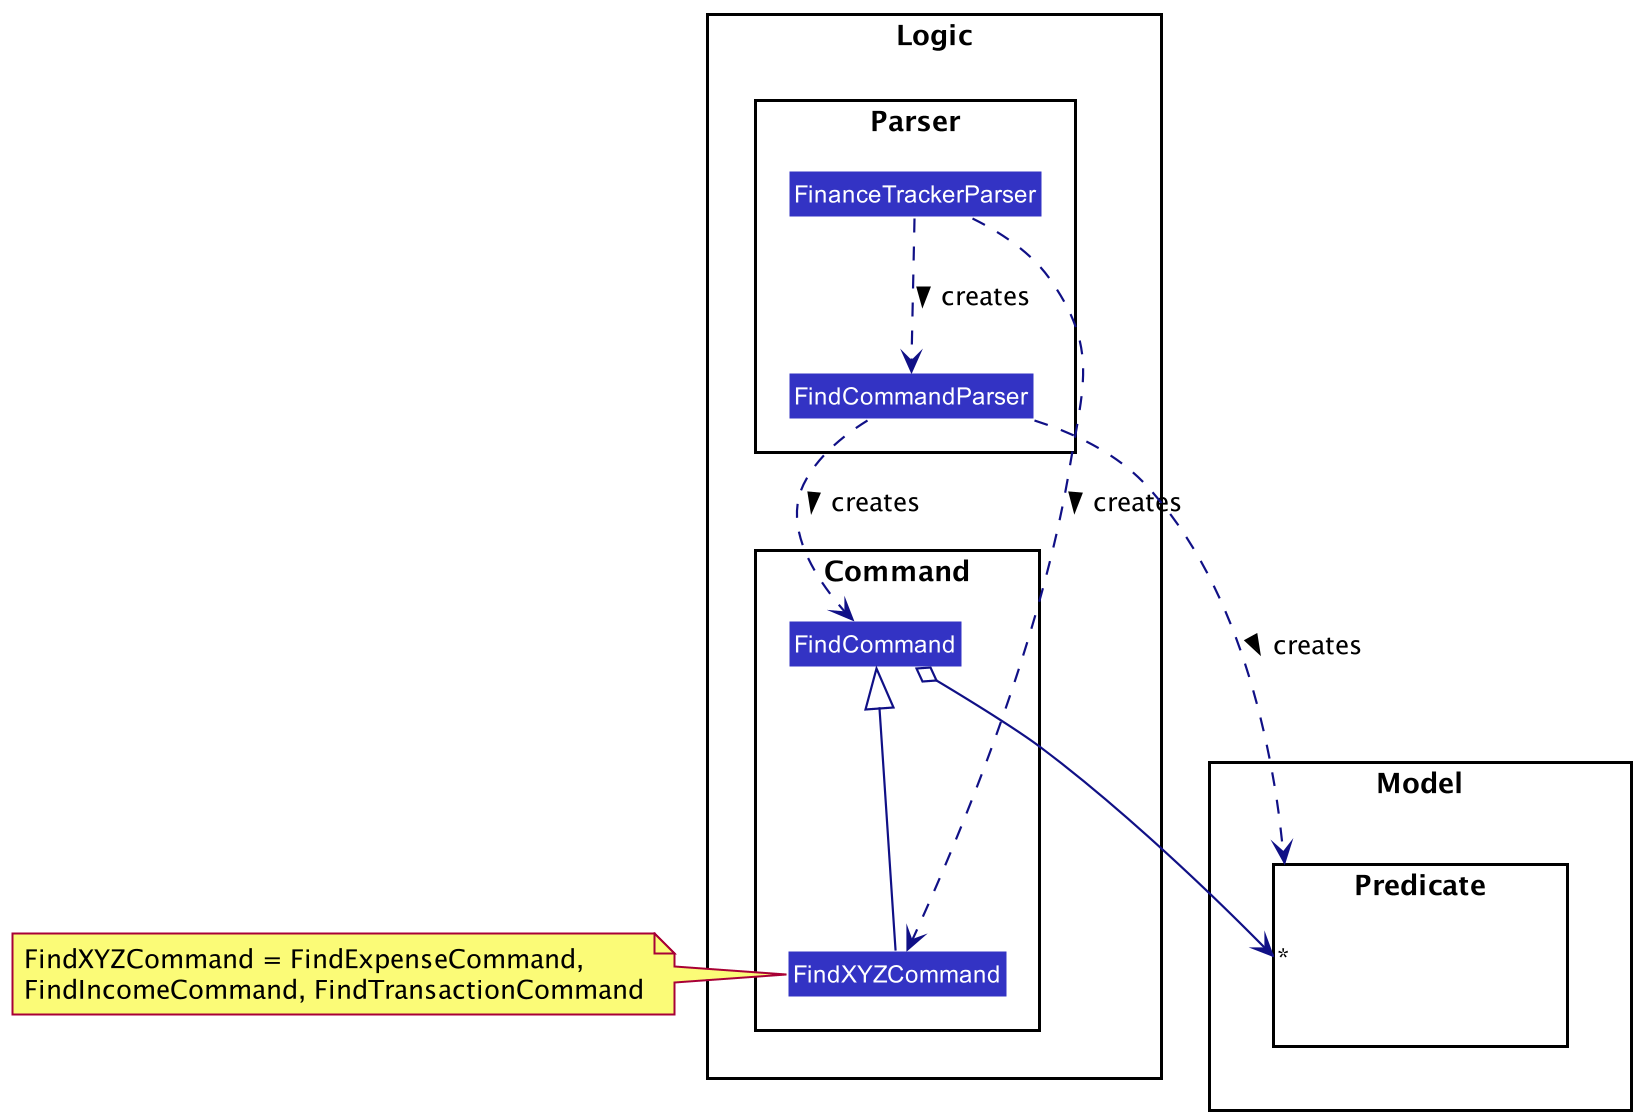 Logic
Parser
FinanceTrackerParser
creates
FindCommandParser
creates
creates
Command
FindCommand
creates
Model
Predicate
*
FindXYZCommand = FindExpenseCommand,
FindIncomeCommand, FindTransactionCommand
FindXYZCommand